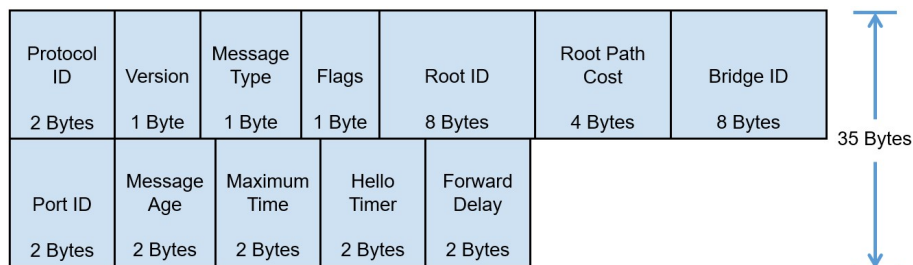 Protocol
ID
2 Bytes
Version
1 Byte
Message
Type
1 Byte
Flags
1 Byte
Root ID
8 Bytes
Root Path
Cost
4 Bytes
Bridge ID
8 Bytes
35 Bytes
Port ID
2 Bytes
Message
Age
2 Bytes
Maximum
Time
2 Bytes
Hello
Timer
2 Bytes
Forward
Delay
2 Bytes